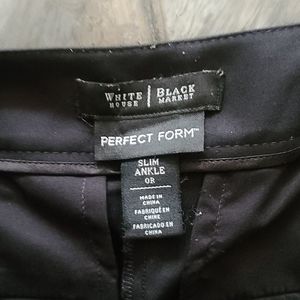 WHITE HOUSE | BLACK MARKET
PERFECT FORM™
SLIM
ANKLE
0R
MADE IN
CHINA
FABRIQUÉ EN
CHINE
FABRICADO EN
CHINA